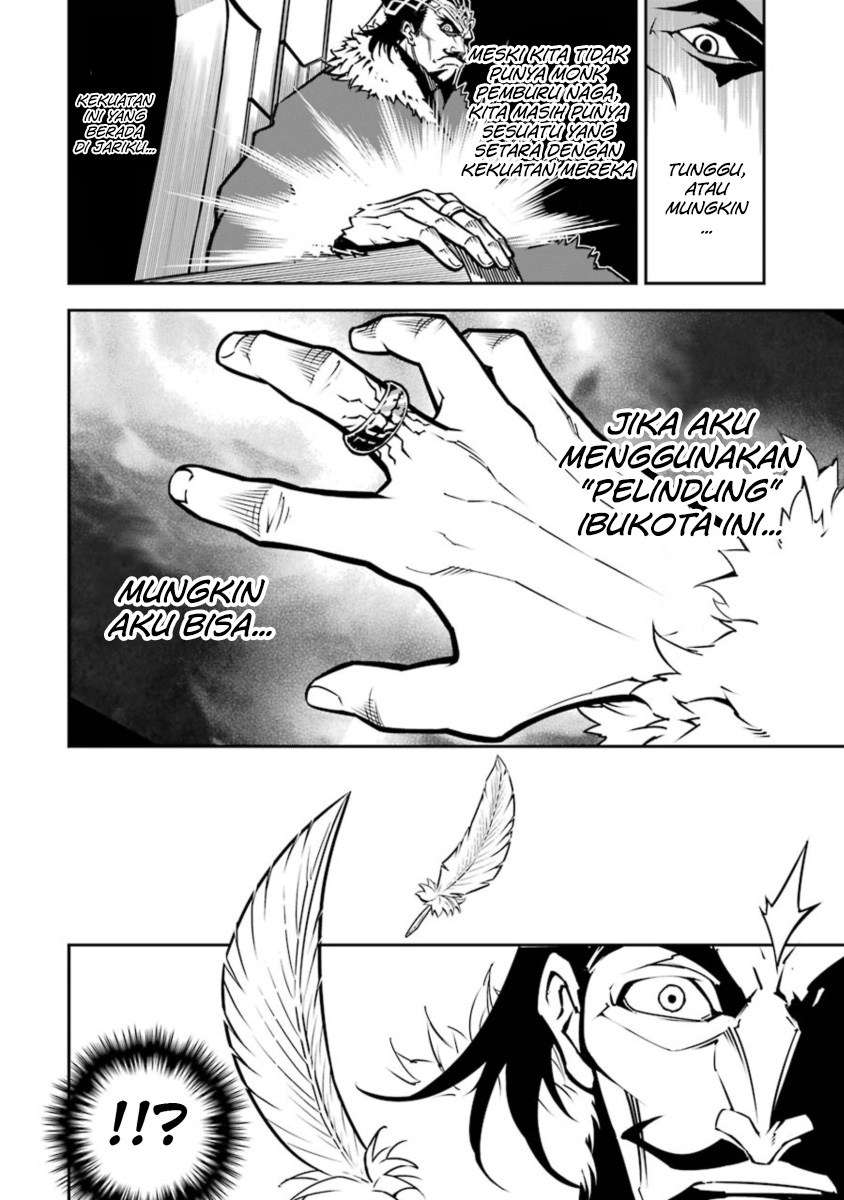 TUNGGU,
ATAU
MUNGKIN
...
MESKI KITA TIDAK
PUNYA MONK
PEMBURU NAGA,
KITA MASIH PUNYA
SESUATU YANG
SETARA DENGAN
KEKUATAN MEREKA
KEKUATAN
INI YANG
BERADA
DI JARIKU...
JIKA AKU
MENGGUNAKAN
"PELINDUNG"
IBUKOTA INI...
MUNGKIN
AKU BISA...
!!?